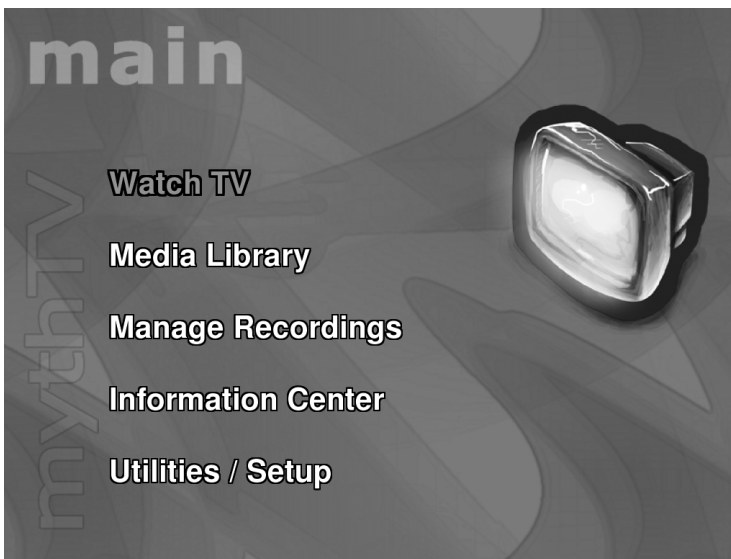 main
Watch TV
Media Library
Manage Recordings
Information Center
Utilities / Setup
mythTV